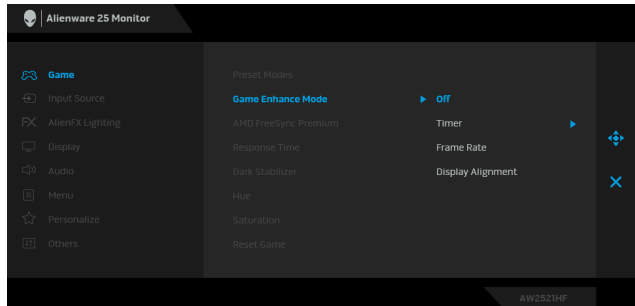 Alienware 25 Monitor
Game
Input Source
AlienFX Lighting
Display
Audio
Menu
Personalize
Others
Preset Modes
Game Enhance Mode
AMD FreeSync Premium
Response Time
Dark Stabilizer
Hue
Saturation
Reset Game
Off
Timer
Frame Rate
Display Alignment
AW2521HF